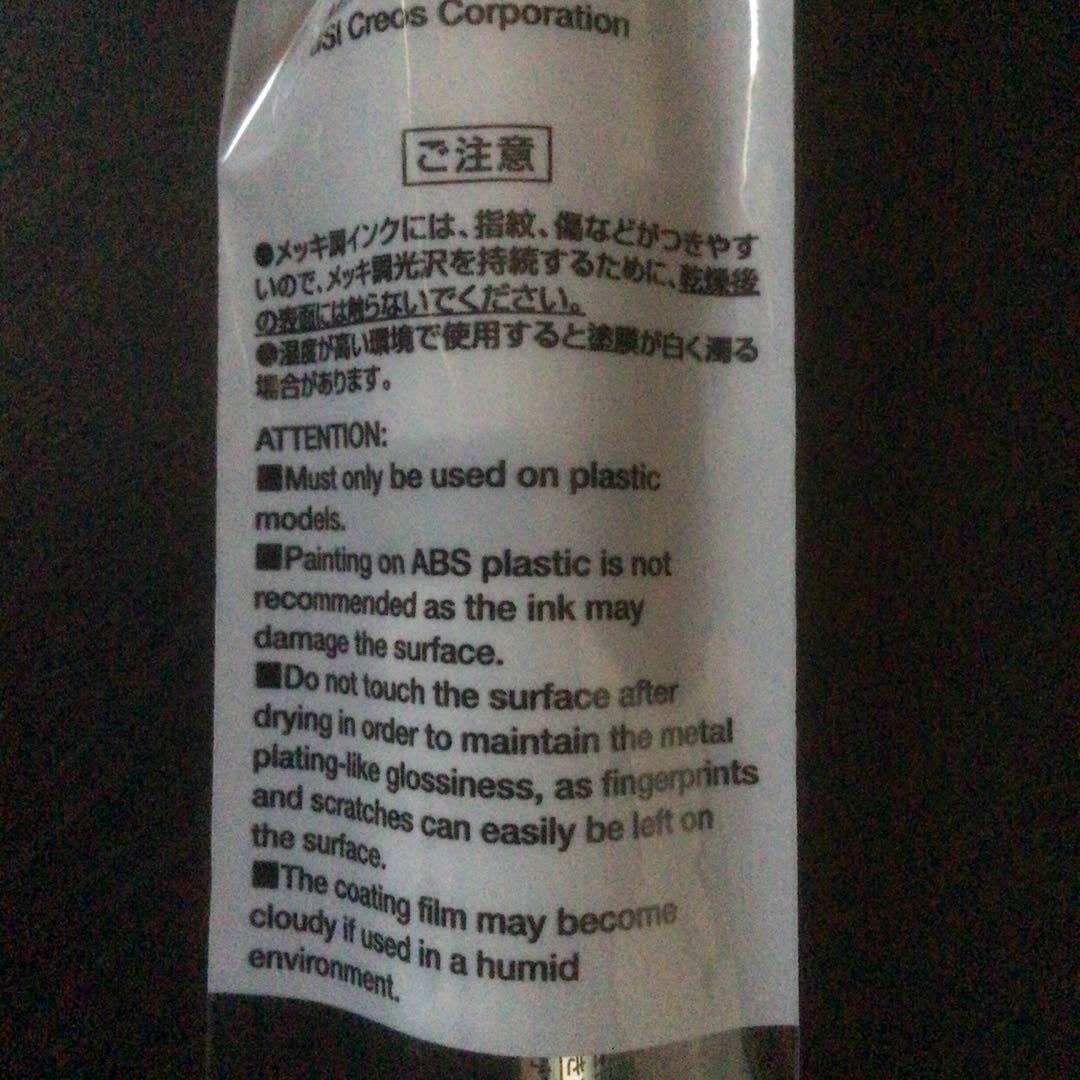 Creos Corporation
ご注意
●メッキ調インクには、指紋、傷などがつきやす
いので、メッキ調光沢を持続するために、乾燥後
の表面には触らないでください。
●湿度が高い環境で使用すると塗膜が白く濁る
場合があります。
ATTENTION:
■Must only be used on plastic
models.
■Painting on ABS plastic is not
recommended as the ink may
damage the surface.
■Do not touch the surface after
drying in order to maintain the metal
plating-like glossiness, as fingerprints
and scratches can easily be left on
the surface.
■The coating film may become
cloudy if used in a humid
environment.